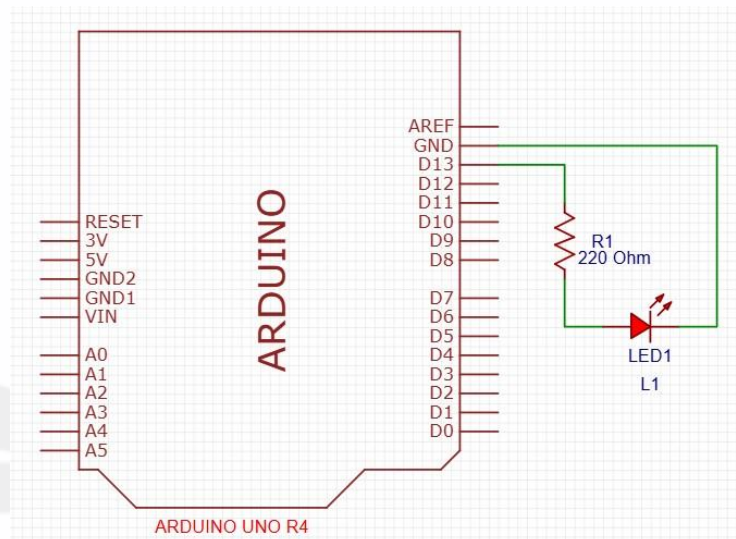 AREF
GND
D13
D12
D11
D10
D9
D8
D7
D6
D5
D4
D3
D2
D1
D0
RESET
3V
5V
GND2
GND1
VIN
A0
A1
A2
A3
A4
A5
ARDUINO
R1
220 Ohm
LED1
L1
ARDUINO UNO R4